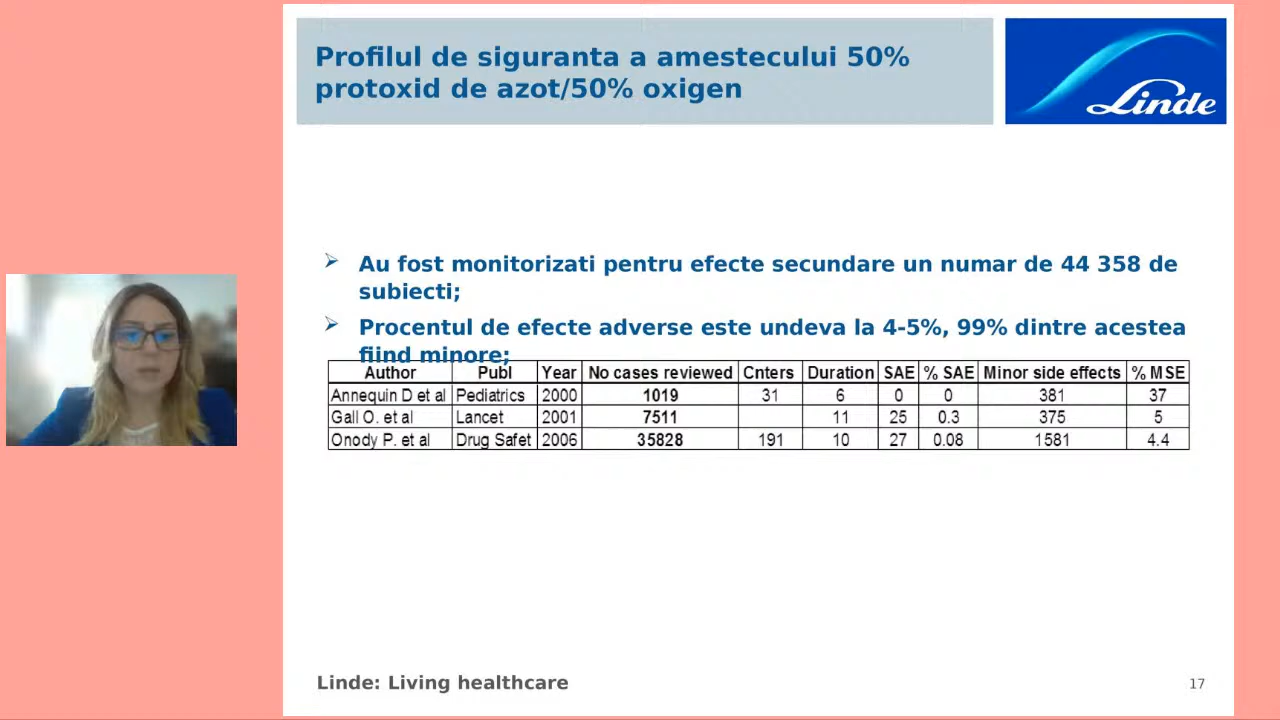 Profilul de siguranta a amestecului 50%
protoxid de azot/50% oxigen
Linde
Au fost monitorizati pentru efecte secundare un numar de 44 358 de
subiecti;
Procentul de efecte adverse este undeva la 4-5%, 99% dintre acestea
fiind minore;
Author Publ Year No cases reviewed Cnters Duration SAE % SAE Minor side effects % MSE
Annequin D et al Pediatrics 2000 1019 31 6 0 0 381 37
Gall O. et al Lancet 2001 7511 11 25 0.3 375 5
Onody P. et al Drug Safet 2006 35828 191 10 27 0.08 1581 4.4
Linde: Living healthcare
17